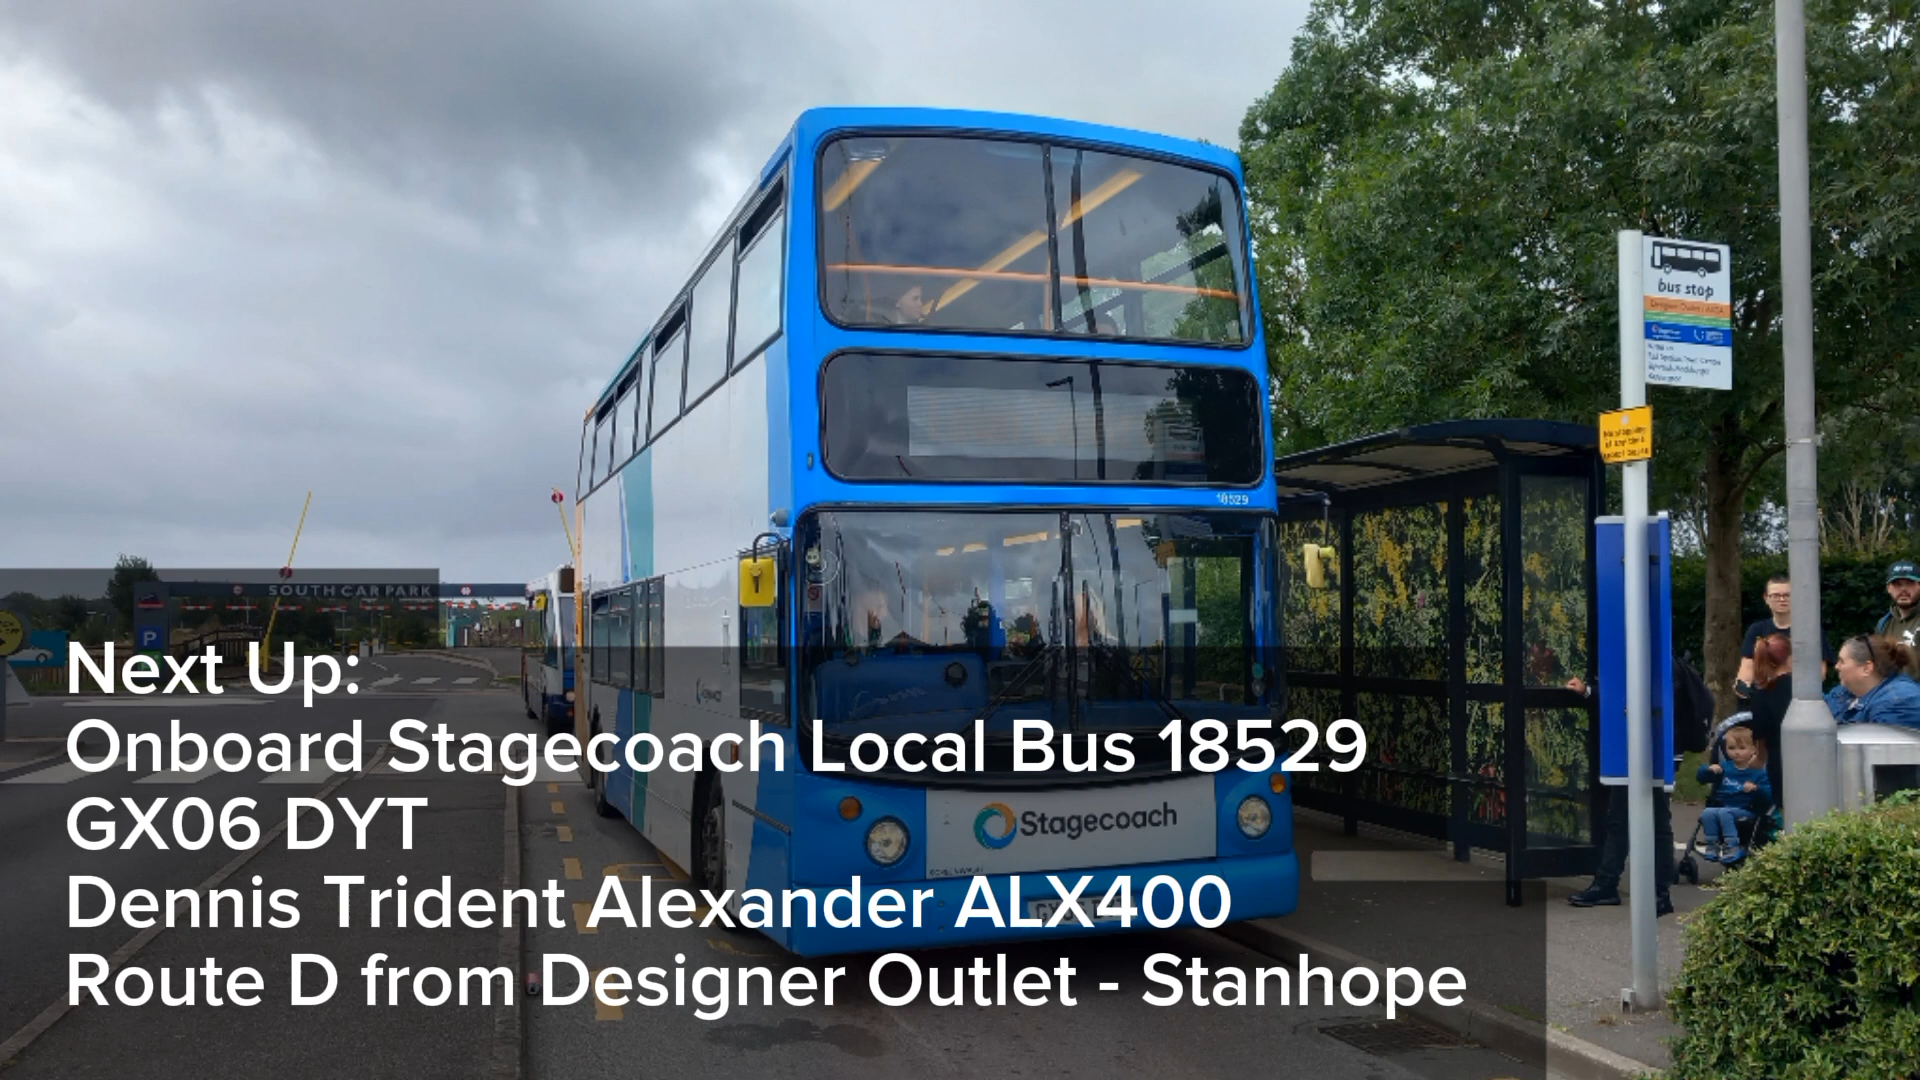 18529
bus stop
SOUTH CAR PARK
P
Next Up:
Onboard Stagecoach Local Bus 18529
GX06 DYT
Dennis Trident Alexander ALX400
Route D from Designer Outlet - Stanhope
Stagecoach